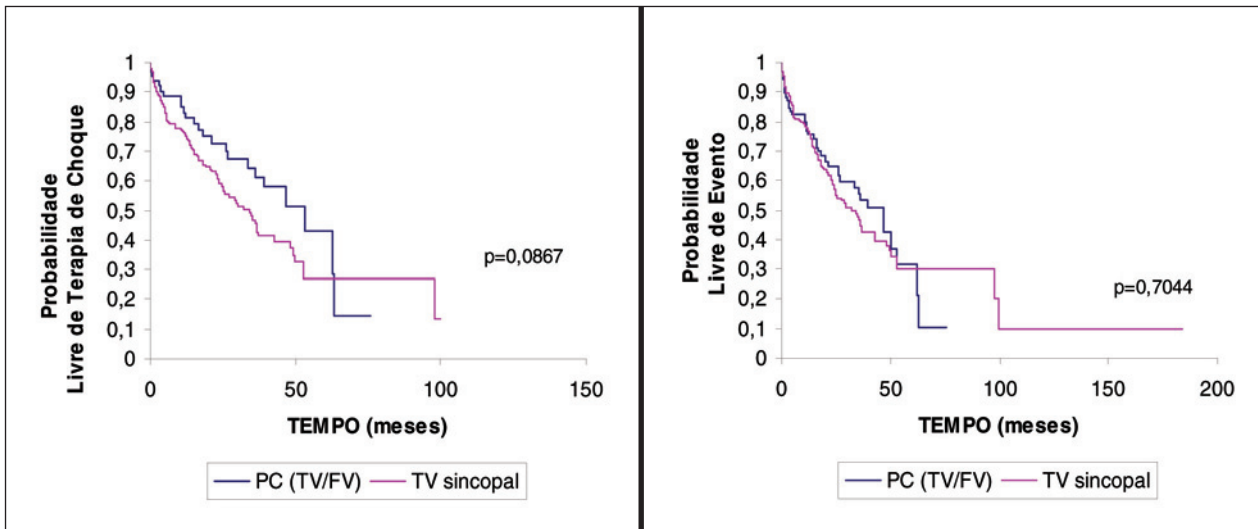 Probabilidade
Livre de Terapia de Choque
1
0,9
0,8
0,7
0,6
0,5
0,4
0,3
0,2
0,1
0
p=0,0867
0 50 100 150
TEMPO (meses)
PC (TV/FV) TV sincopal
Probabilidade
Livre de Evento
1
0,9
0,8
0,7
0,6
0,5
0,4
0,3
0,2
0,1
0
p=0,7044
0 50 100 150 200
TEMPO (meses)
PC (TV/FV) TV sincopal